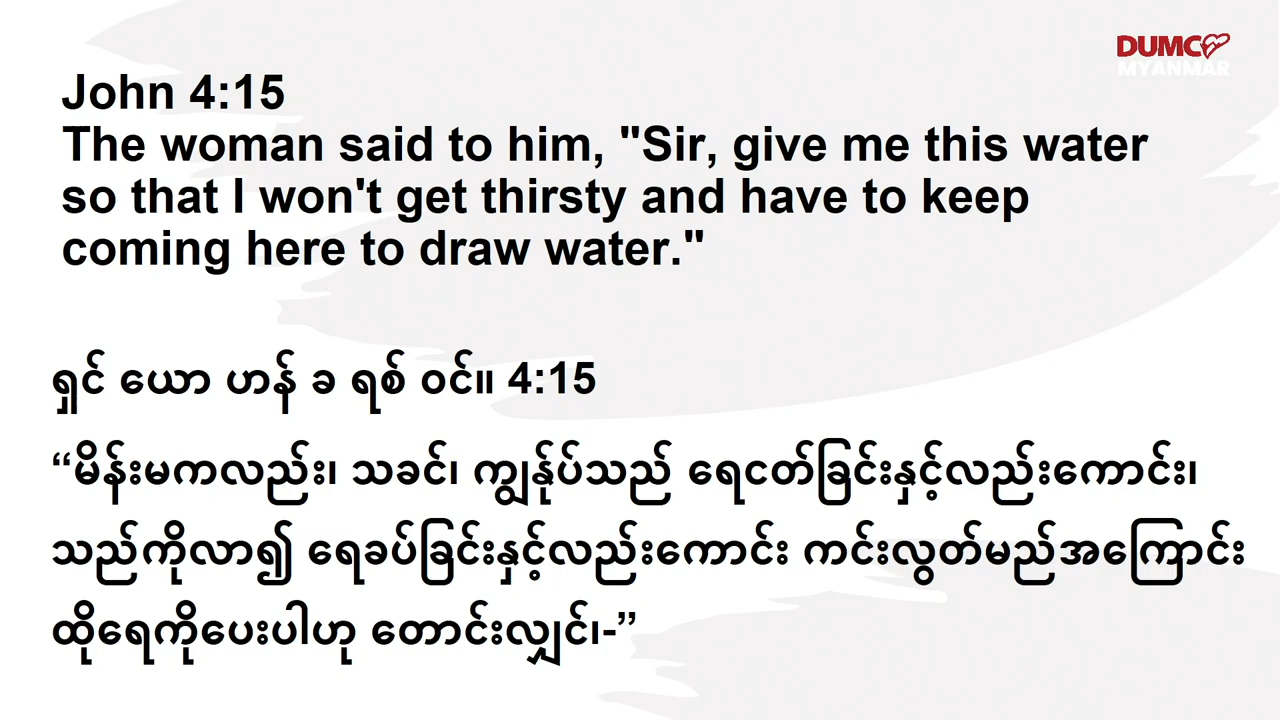 DUMC
MYANMAR
John 4:15
The woman said to him, "Sir, give me this water
so that I won't get thirsty and have to keep
coming here to draw water."
ရှင် ယော ဟန် ခ ရစ် ဝင်။ 4:15
“မိန်းမကလည်း၊ သခင်၊ ကျွန်ုပ်သည် ရေငတ်ခြင်းနှင့်လည်းကောင်း၊
သည်ကိုလာ၍ ရေခပ်ခြင်းနှင့်လည်းကောင်း ကင်းလွတ်မည်အကြောင်း
ထိုရေကိုပေးပါဟု တောင်းလျှင်၊-”